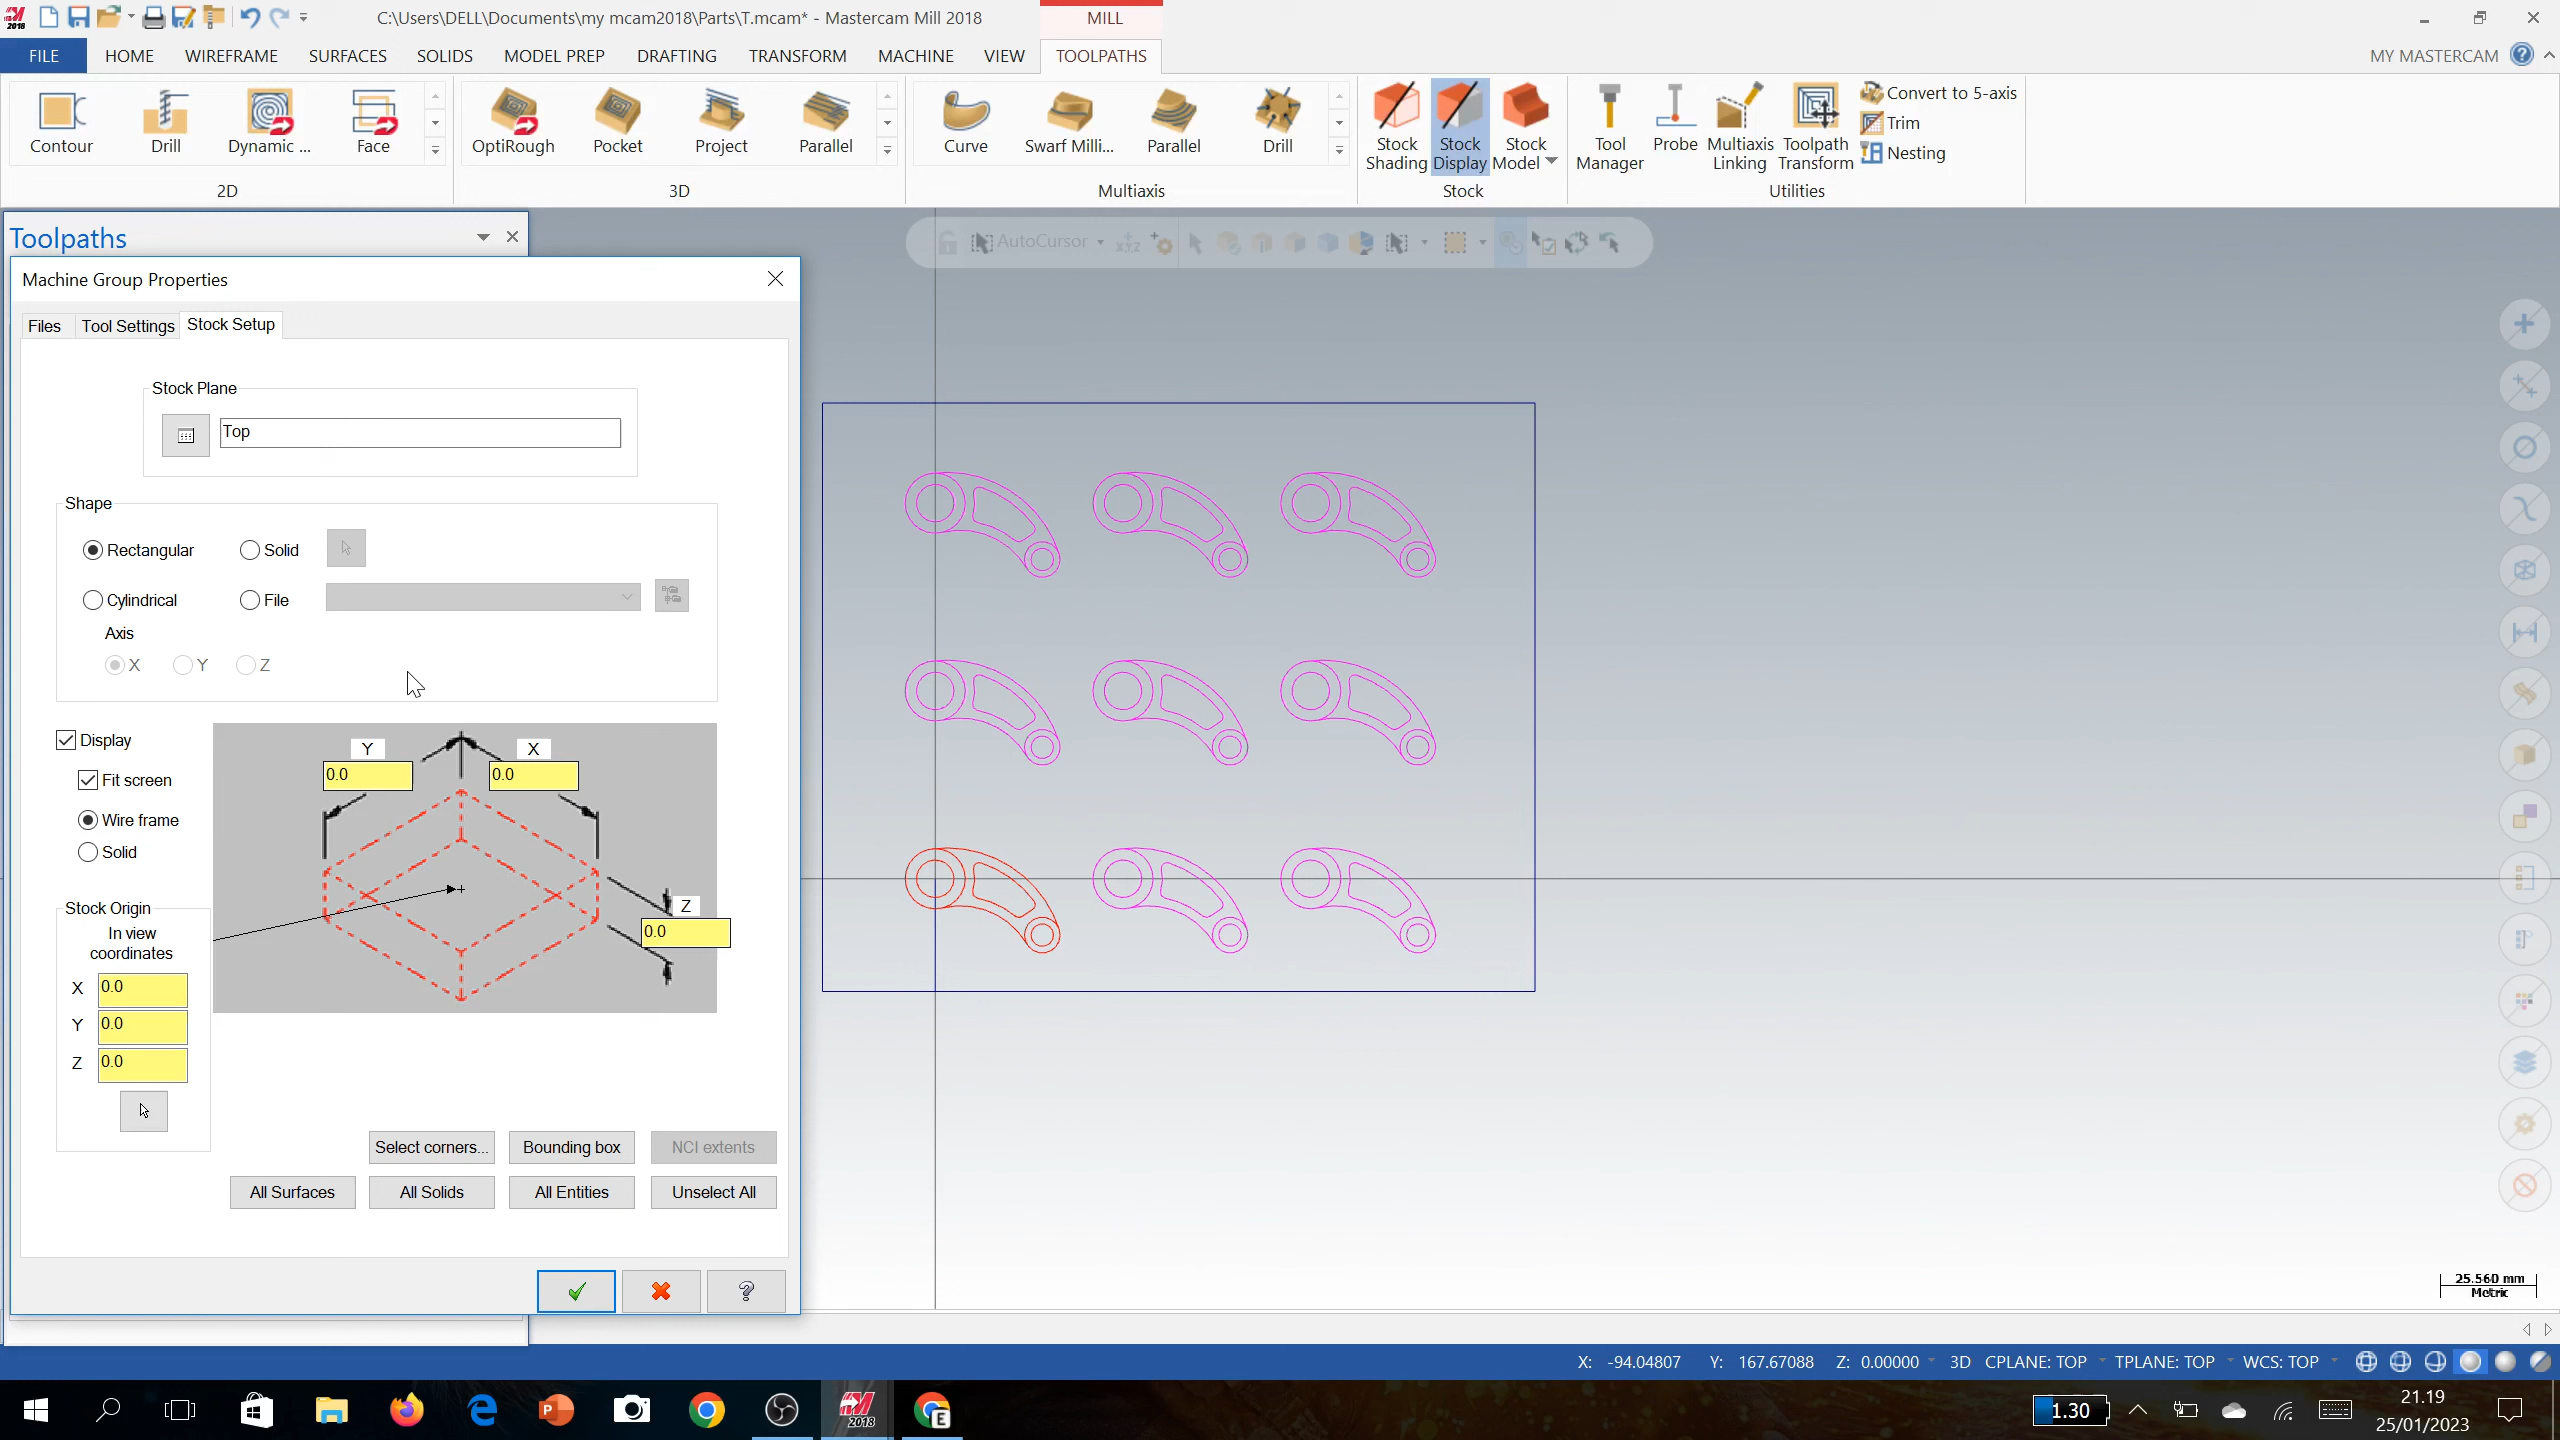 C:\Users\DELL\Documents\my mcam2018\Parts\T.mcam* - Mastercam Mill 2018
MILL
FILE HOME WIREFRAME SURFACES SOLIDS MODEL PREP DRAFTING TRANSFORM MACHINE VIEW TOOLPATHS MY MASTERCAM
Contour Drill Dynamic ... Face
2D
OptiRough Pocket Project Parallel
3D
Curve Swarf Milli... Parallel Drill
Multiaxis
Stock Shading
Stock Display
Stock Model
Stock
Tool Manager
Probe
Multiaxis Linking
Toolpath Transform
Convert to 5-axis
Trim
Nesting
Utilities
Toolpaths
AutoCursor
Machine Group Properties
Files Tool Settings Stock Setup
Stock Plane
Top
Shape
Rectangular Solid
Cylindrical File
Axis
X Y Z
Display
Fit screen
Wire frame
Solid
Y X
0.0 0.0
Z
0.0
Stock Origin
In view
coordinates
X 0.0
Y 0.0
Z 0.0
Select corners... Bounding box NCI extents
All Surfaces All Solids All Entities Unselect All
25.560 mm
Metric
X: -94.04807 Y: 167.67088 Z: 0.00000 3D CPLANE: TOP TPLANE: TOP WCS: TOP
2018
1.30
21.19
25/01/2023